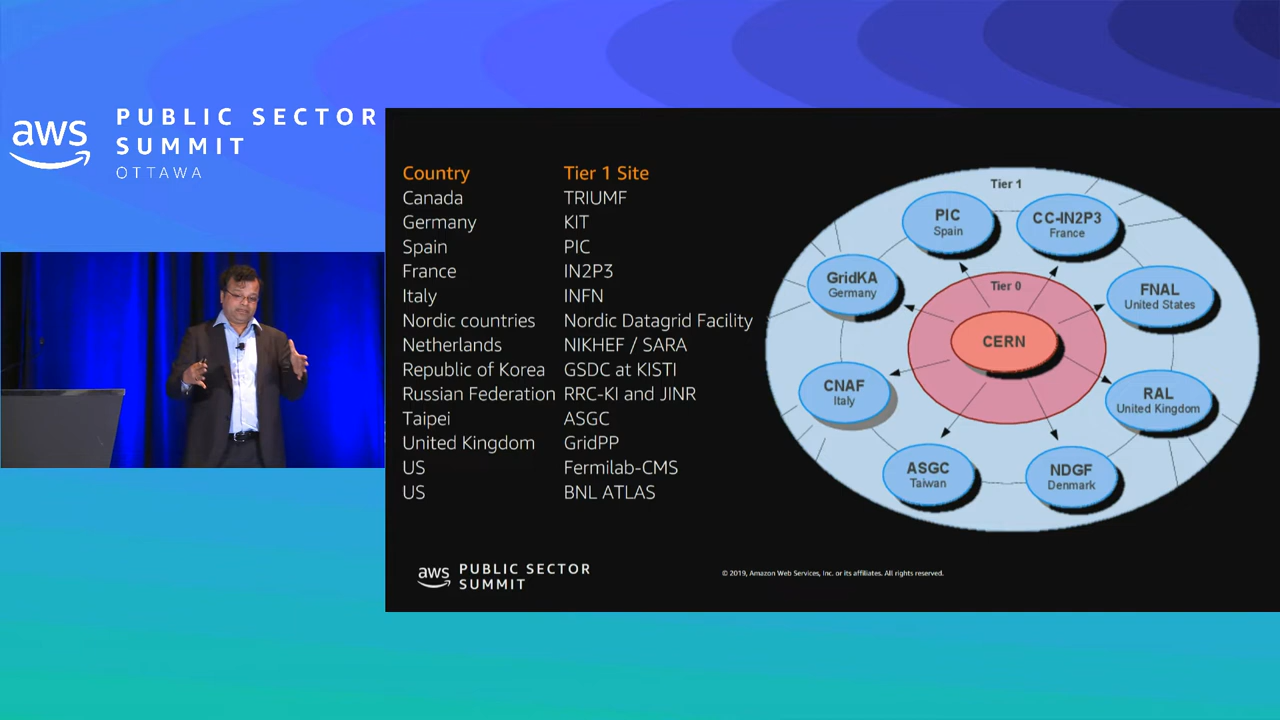 aws
PUBLIC SECTOR
SUMMIT
OTTAWA
Country Tier 1 Site
Canada TRIUMF
Germany KIT
Spain PIC
France IN2P3
Italy INFN
Nordic countries Nordic Datagrid Facility
Netherlands NIKHEF / SARA
Republic of Korea GSDC at KISTI
Russian Federation RRC-KI and JINR
Taipei ASGC
United Kingdom GridPP
US Fermilab-CMS
US BNL ATLAS
Tier 1
PIC
Spain
CC-IN2P3
France
GridKA
Germany
Tier 0
FNAL
United States
CERN
CNAF
Italy
RAL
United Kingdom
ASGC
Taiwan
NDGF
Denmark
aws
PUBLIC SECTOR
SUMMIT
© 2019, Amazon Web Services, Inc. or its affiliates. All rights reserved.